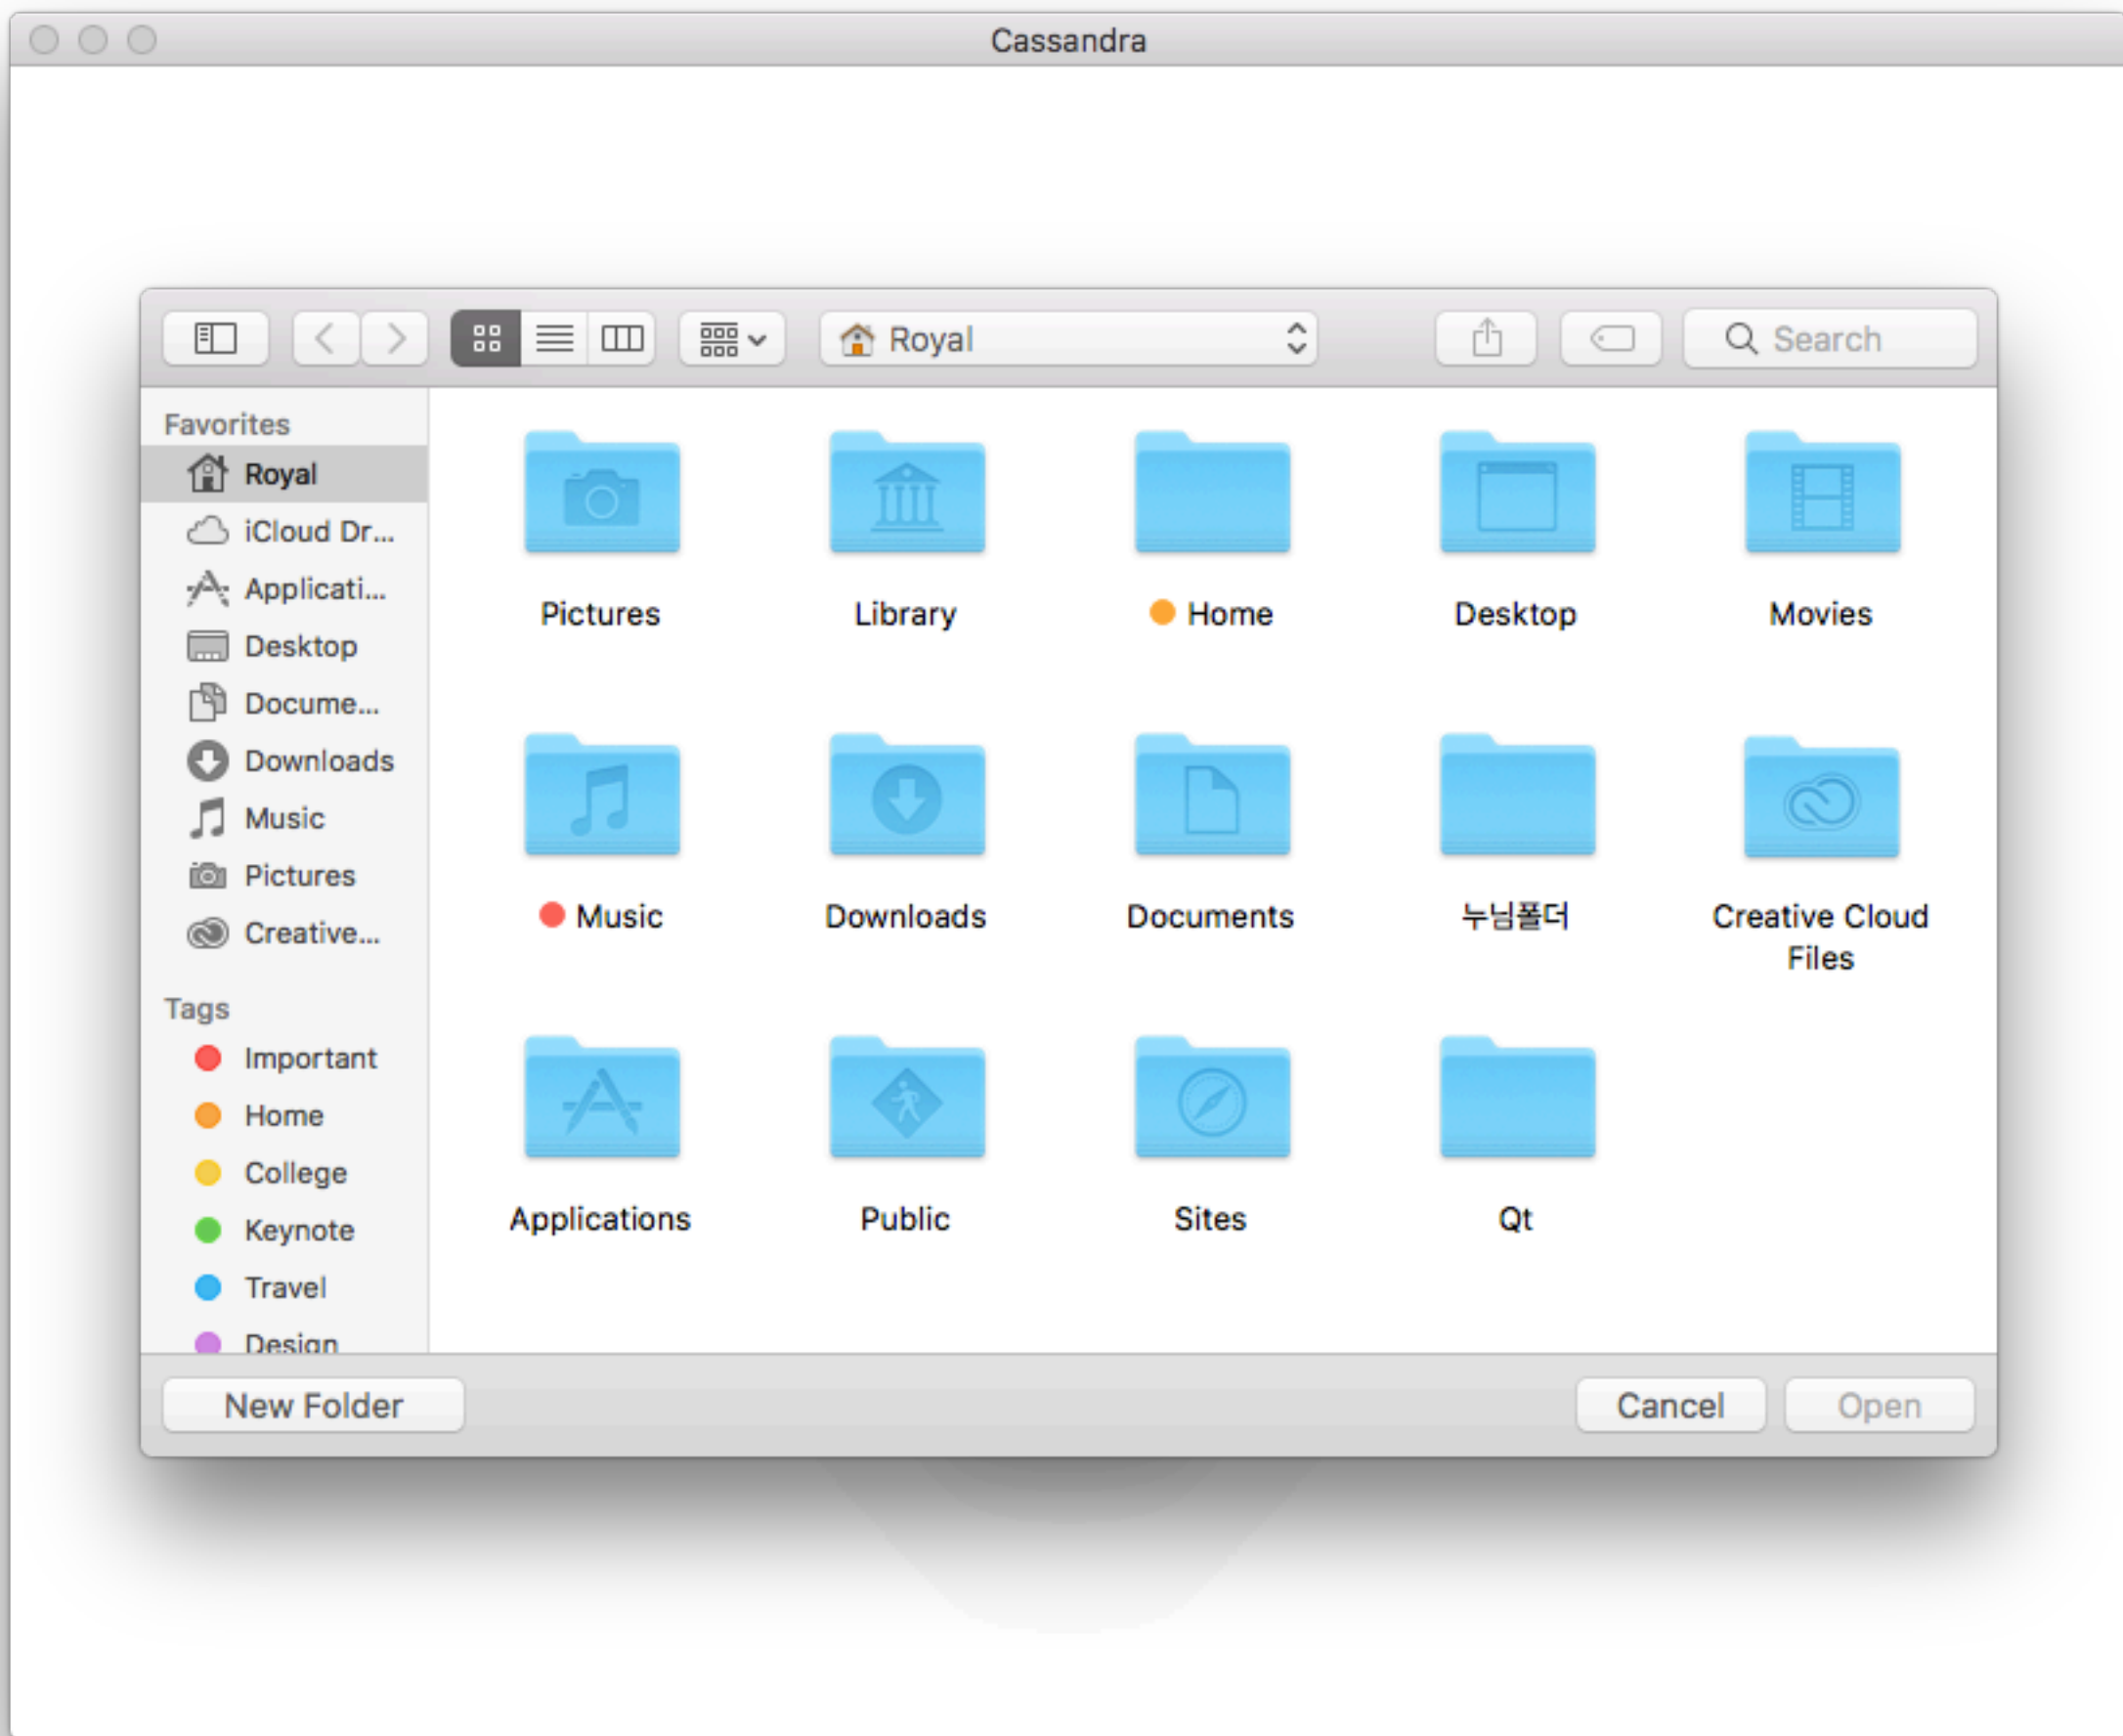 Cassandra
Royal
Search
Favorites
Royal
iCloud Dr...
Applicati...
Desktop
Docume...
Downloads
Music
Pictures
Creative...
Tags
Important
Home
College
Keynote
Travel
Design
Pictures
Library
Home
Desktop
Movies
Music
Downloads
Documents
누님폴더
Creative Cloud
Files
Applications
Public
Sites
Qt
New Folder
Cancel
Open